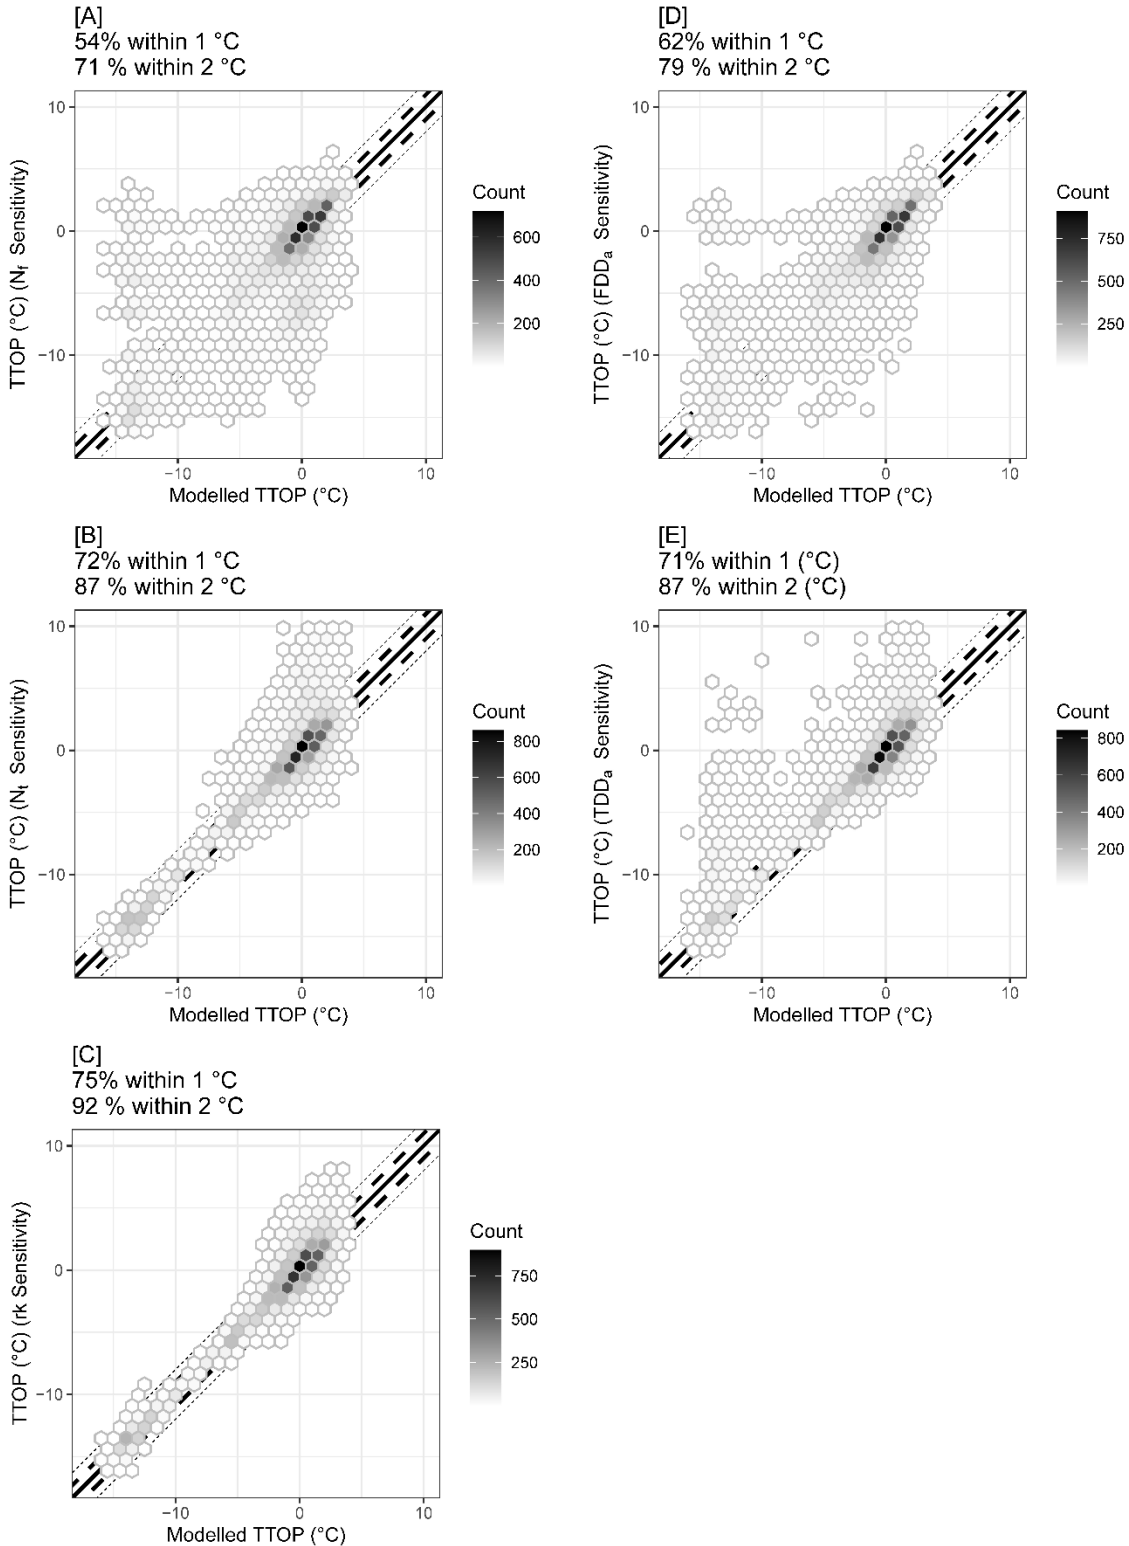 [A]
54% within 1 °C
71 % within 2 °C
TTOP (°C) (Nf Sensitivity)
10
0
−10
−10
0
10
Modelled TTOP (°C)
Count
600
400
200
[D]
62% within 1 °C
79 % within 2 °C
TTOP (°C) (FDDa Sensitivity)
10
0
−10
−10
0
10
Modelled TTOP (°C)
Count
750
500
250
[B]
72% within 1 °C
87 % within 2 °C
TTOP (°C) (Nt Sensitivity)
10
0
−10
−10
0
10
Modelled TTOP (°C)
Count
800
600
400
200
[E]
71% within 1 (°C)
87 % within 2 (°C)
TTOP (°C) (TDDa Sensitivity)
10
0
−10
−10
0
10
Modelled TTOP (°C)
Count
800
600
400
200
[C]
75% within 1 °C
92 % within 2 °C
TTOP (°C) (rk Sensitivity)
10
0
−10
−10
0
10
Modelled TTOP (°C)
Count
750
500
250